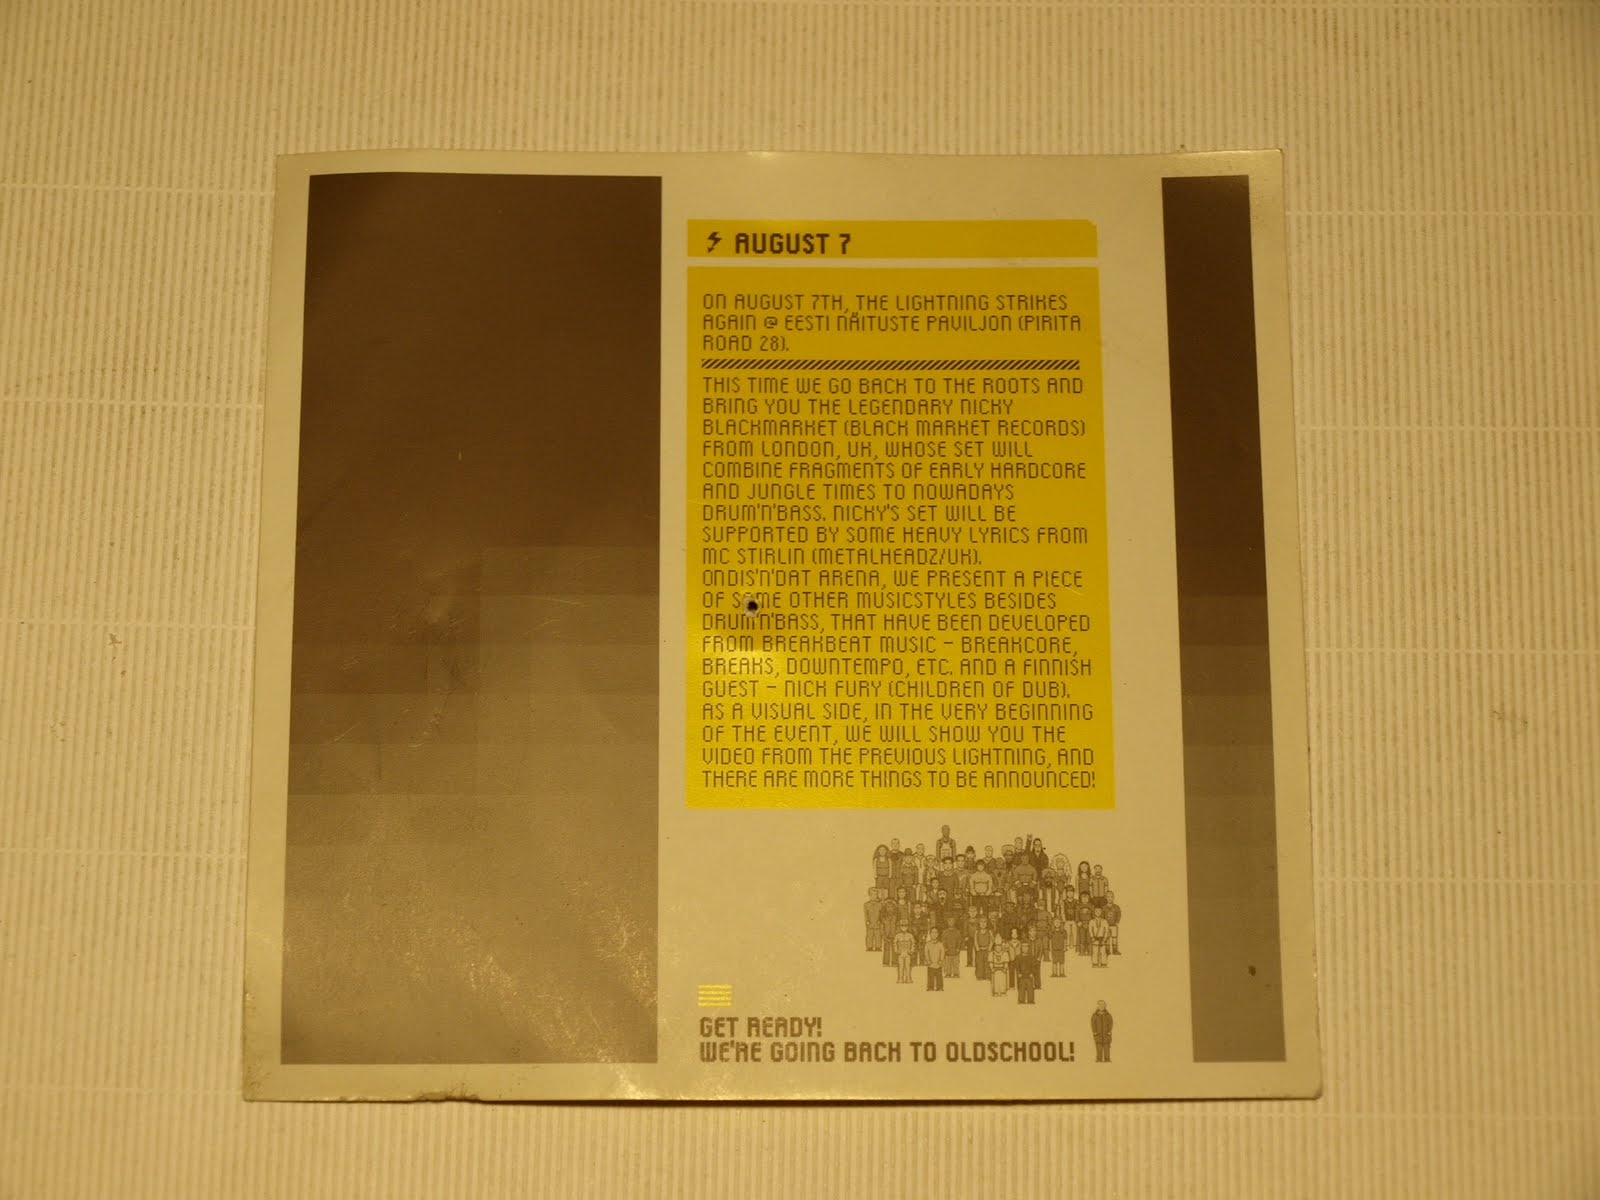 AUGUST 7
ON AUGUST 7TH, THE LIGHTNING STRIKES
AGAIN @ EESTI NÄITUSTE PAVILJON (PIRITA
ROAD 28).
THIS TIME WE GO BACK TO THE ROOTS AND
BRING YOU THE LEGENDARY NICKY
BLACKMARKET (BLACK MARKET RECORDS)
FROM LONDON, UK, WHOSE SET WILL
COMBINE FRAGMENTS OF EARLY HARDCORE
AND JUNGLE TIMES TO NOWADAYS
DRUM'N'BASS. NICKY'S SET WILL BE
SUPPORTED BY SOME HEAVY LYRICS FROM
MC STIRLIN (METALHEADZ/UK).
ONDIS'N'DAT ARENA, WE PRESENT A PIECE
OF SOME OTHER MUSICSTYLES BESIDES
DRUM'N'BASS, THAT HAVE BEEN DEVELOPED
FROM BREAKBEAT MUSIC – BREAKCORE,
BREAKS, DOWNTEMPO, ETC. AND A FINNISH
GUEST – NICK FURY (CHILDREN OF DUB).
AS A VISUAL SIDE, IN THE VERY BEGINNING
OF THE EVENT, WE WILL SHOW YOU THE
VIDEO FROM THE PREVIOUS LIGHTNING, AND
THERE ARE MORE THINGS TO BE ANNOUNCED!
GET READY!
WE'RE GOING BACK TO OLDSCHOOL!